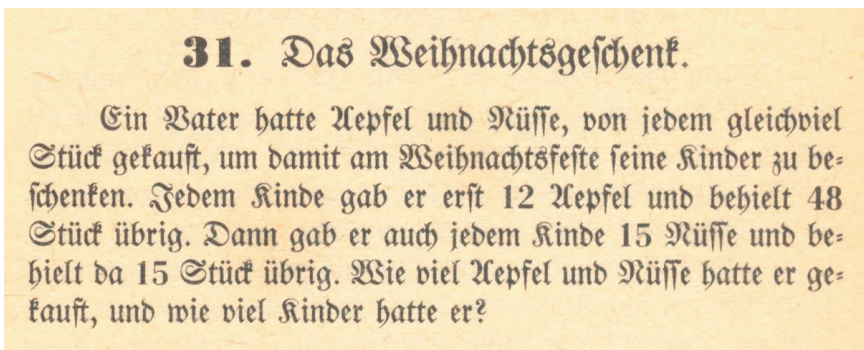 31. Das Weihnachtsgeschenk.
Ein Vater hatte Aepfel und Nüsse, von jedem gleichviel
Stück gekauft, um damit am Weihnachtsfeste seine Kinder zu be-
schenken. Jedem Kinde gab er erst 12 Aepfel und behielt 48
Stück übrig. Dann gab er auch jedem Kinde 15 Nüsse und be-
hielt da 15 Stück übrig. Wie viel Aepfel und Nüsse hatte er ge-
kauft, und wie viel Kinder hatte er?